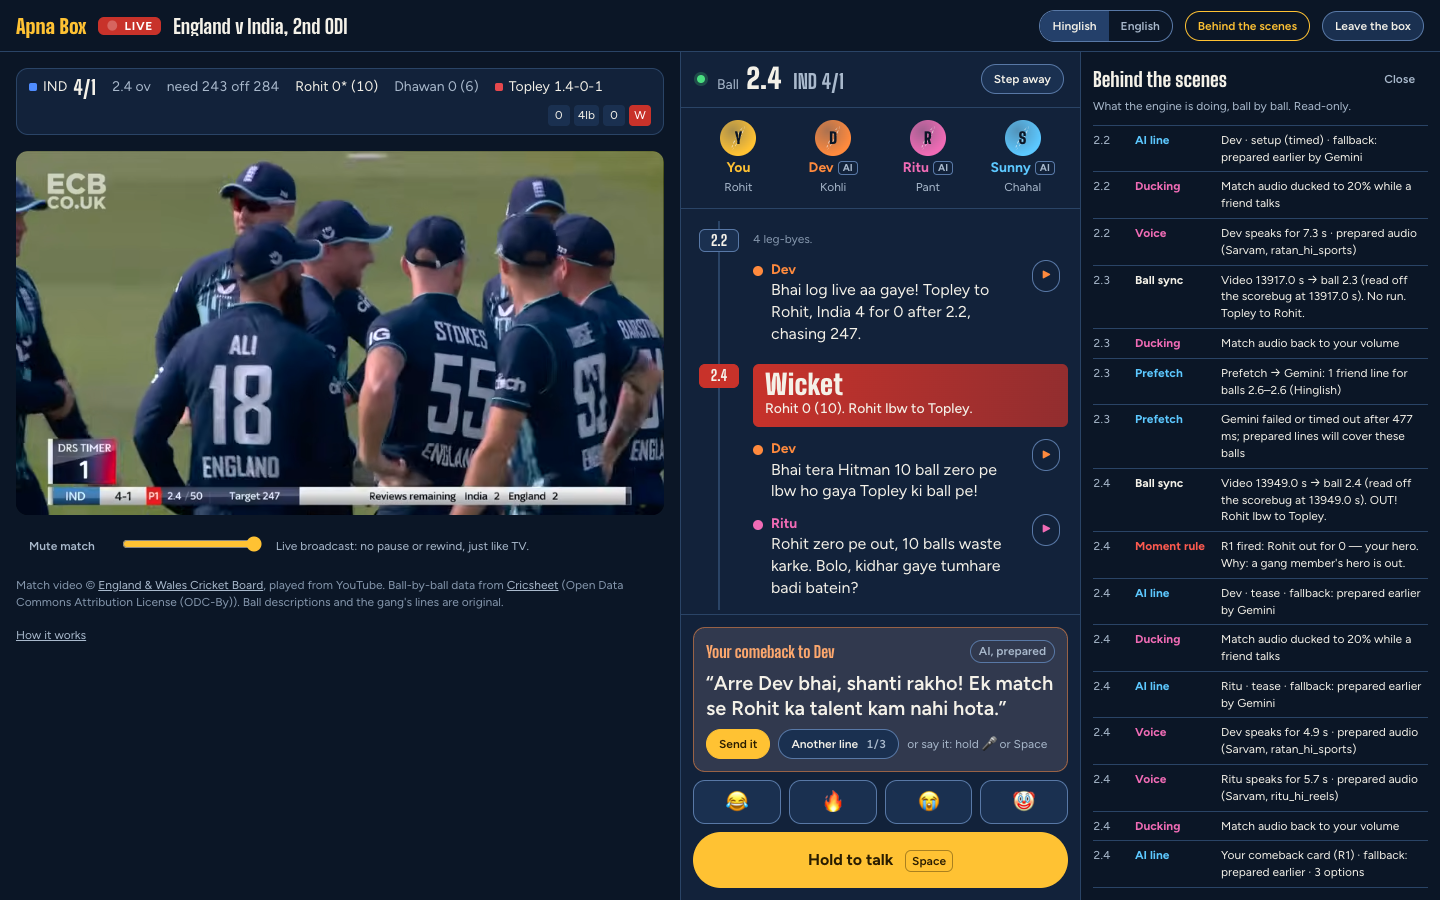 Apna Box LIVE England v India, 2nd ODI
Hinglish English Behind the scenes Leave the box
IND 4/1 2.4 ov need 243 off 284 Rohit 0* (10) Dhawan 0 (6) Topley 1.4-0-1
0 4lb 0 W
ECB
CO.UK
ALI
18
ENGLAND
STOKES
55
ENGLAN
DRS TIMER
1
IND 4-1 P1 2.4 /50 Target 247 Reviews remaining India 2 England 2
Mute match
Live broadcast: no pause or rewind, just like TV.
Match video © England & Wales Cricket Board, played from YouTube. Ball-by-ball data from Cricsheet (Open Data
Commons Attribution License (ODC-By)). Ball descriptions and the gang's lines are original.
How it works
Ball 2.4 IND 4/1 Step away
Y D R S
You Dev AI Ritu AI Sunny AI
Rohit Kohli Pant Chahal
2.2 4 leg-byes.
Dev
Bhai log live aa gaye! Topley to
Rohit, India 4 for 0 after 2.2,
chasing 247.
2.4 Wicket
Rohit 0 (10). Rohit lbw to Topley.
Dev
Bhai tera Hitman 10 ball zero pe
lbw ho gaya Topley ki ball pe!
Ritu
Rohit zero pe out, 10 balls waste
karke. Bolo, kidhar gaye tumhare
badi batein?
Your comeback to Dev AI, prepared
“Arre Dev bhai, shanti rakho! Ek match
se Rohit ka talent kam nahi hota.”
Send it Another line 1/3 or say it: hold 🎤 or Space
😂 🔥 😭 🤡
Hold to talk Space
Behind the scenes Close
What the engine is doing, ball by ball. Read-only.
2.2 AI line Dev · setup (timed) · fallback:
prepared earlier by Gemini
2.2 Ducking Match audio ducked to 20% while a
friend talks
2.2 Voice Dev speaks for 7.3 s · prepared audio
(Sarvam, ratan_hi_sports)
2.3 Ball sync Video 13917.0 s → ball 2.3 (read off
the scorebug at 13917.0 s). No run.
Topley to Rohit.
2.3 Ducking Match audio back to your volume
2.3 Prefetch Prefetch → Gemini: 1 friend line for
balls 2.6–2.6 (Hinglish)
2.3 Prefetch Gemini failed or timed out after 477
ms; prepared lines will cover these
balls
2.4 Ball sync Video 13949.0 s → ball 2.4 (read off
the scorebug at 13949.0 s). OUT!
Rohit lbw to Topley.
2.4 Moment rule R1 fired: Rohit out for 0 — your hero.
Why: a gang member's hero is out.
2.4 AI line Dev · tease · fallback: prepared earlier
by Gemini
2.4 Ducking Match audio ducked to 20% while a
friend talks
2.4 AI line Ritu · tease · fallback: prepared earlier
by Gemini
2.4 Voice Dev speaks for 4.9 s · prepared audio
(Sarvam, ratan_hi_sports)
2.4 Voice Ritu speaks for 5.7 s · prepared audio
(Sarvam, ritu_hi_reels)
2.4 Ducking Match audio back to your volume
2.4 AI line Your comeback card (R1) · fallback:
prepared earlier · 3 options